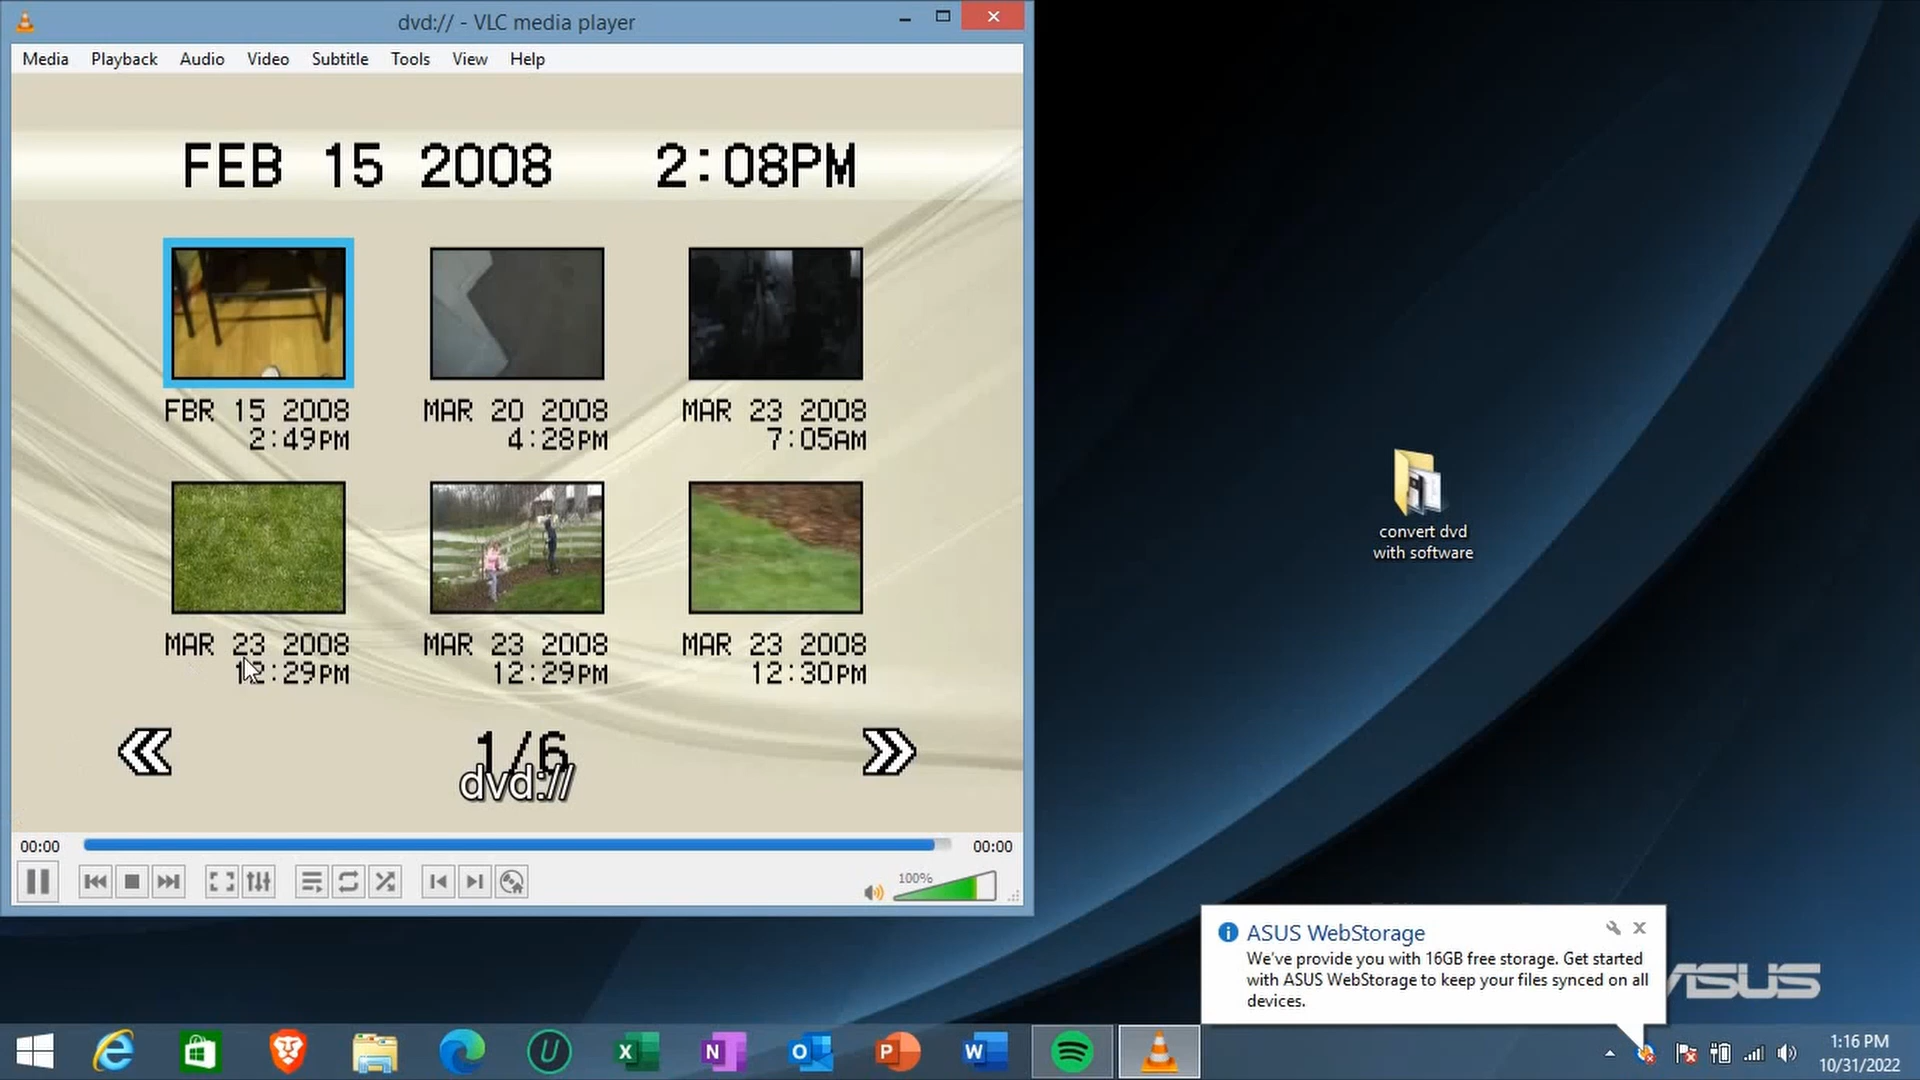 dvd:// - VLC media player
Media Playback Audio Video Subtitle Tools View Help
FEB 15 2008 2:08PM
FBR 15 2008
2:49PM
MAR 20 2008
4:28PM
MAR 23 2008
7:05AM
MAR 23 2008
12:29PM
MAR 23 2008
12:29PM
MAR 23 2008
12:30PM
1/6
dvd://
00:00
00:00
100%
convert dvd
with software
ASUS WebStorage
We've provide you with 16GB free storage. Get started
with ASUS WebStorage to keep your files synced on all
devices.
ASUS
1:16 PM
10/31/2022